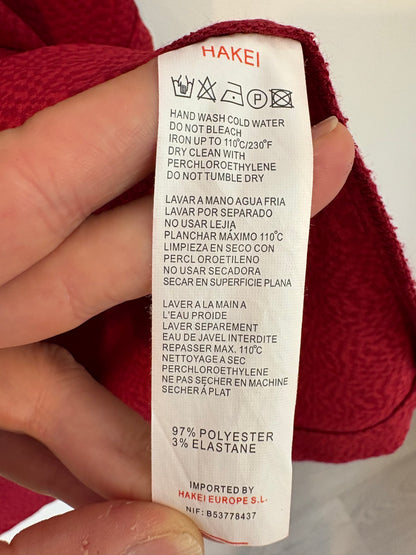 HAKEI
HAND WASH COLD WATER
DO NOT BLEACH
IRON UP TO 110°C/230°F
DRY CLEAN WITH
PERCHLOROETHYLENE
DO NOT TUMBLE DRY
LAVAR A MANO AGUA FRIA
LAVAR POR SEPARADO
NO USAR LEJIA
PLANCHAR MÁXIMO 110°C
LIMPIEZA EN SECO CON
PERCLOROETILENO
NO USAR SECADORA
SECAR EN SUPERFICIE PLANA
LAVER A LA MAIN A
L'EAU PROIDE
LAVER SEPAREMENT
EAU DE JAVEL INTERDITE
REPASSER MAX. 110°C
NETTOYAGE A SEC
PERCHLOROETHYLENE
NE PAS SECHER EN MACHINE
SECHER Á PLAT
97% POLYESTER
3% ELASTANE
IMPORTED BY
HAKEI EUROPE S.L.
NIF: B53778437